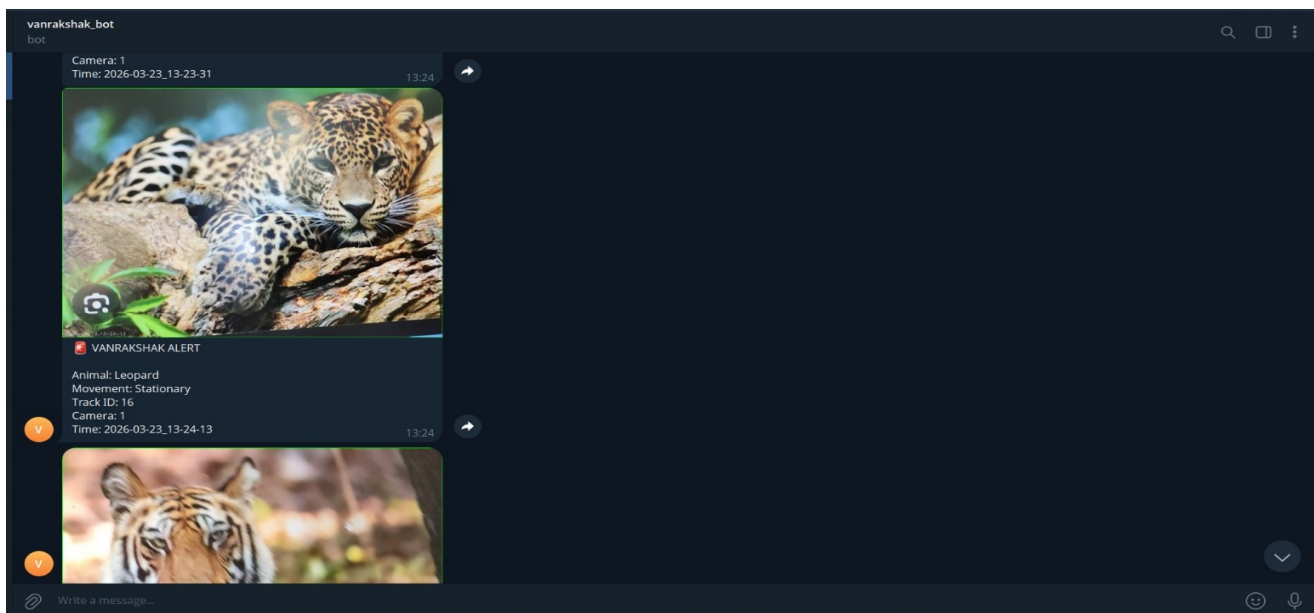 vanrakshak_bot
bot
Camera: 1
Time: 2026-03-23_13-23-31
13:24
🚨 VANRAKSHAK ALERT
Animal: Leopard
Movement: Stationary
Track ID: 16
Camera: 1
Time: 2026-03-23_13-24-13
13:24
V
V
Write a message...